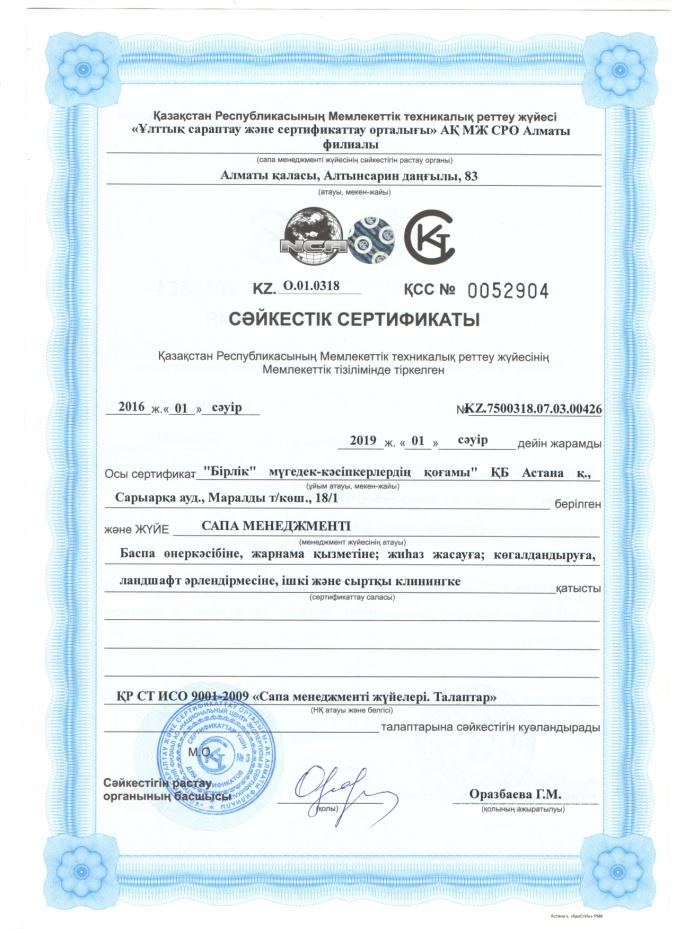 Қазақстан Республикасының Мемлекеттік техникалық реттеу жүйесі
«Ұлттық сараптау және сертификаттау орталығы» АҚ МЖ СРО Алматы
филиалы
(сапа менеджменті жүйесінің сәйкестігін растау органы)
Алматы қаласы, Алтынсарин даңғылы, 83
(атауы, мекен-жайы)
NCA
KZ. О.01.0318 ҚСС № 0052904
СӘЙКЕСТІК СЕРТИФИКАТЫ
Қазақстан Республикасының Мемлекеттік техникалық реттеу жүйесінің
Мемлекеттік тізілімінде тіркелген
2016 ж.« 01 » сәуір №KZ.7500318.07.03.00426
2019 ж. « 01 » сәуір дейін жарамды
Осы сертификат "Бірлік" мүгедек-кәсіпкерлердің қоғамы" ҚБ Астана қ.,
(ұйым атауы, мекен-жайы)
Сарыарқа ауд., Маралды т/көш., 18/1 берілген
және ЖҮЙЕ САПА МЕНЕДЖМЕНТІ
(менеджмент жүйесінің атауы)
Баспа өнеркәсібіне, жарнама қызметіне; жиһаз жасауға; көгалдандыруға,
ландшафт әрлендірмесіне, ішкі және сыртқы клинингке қатысты
(сертификаттау саласы)
ҚР СТ ИСО 9001-2009 «Сапа менеджменті жүйелері. Талаптар»
(НҚ атауы және белгісі)
талаптарына сәйкестігін куәландырады
М.О.
№ 3
Сәйкестігін растау
органының басшысы
(қолы)
Оразбаева Г.М.
(қолының ажыратылуы)